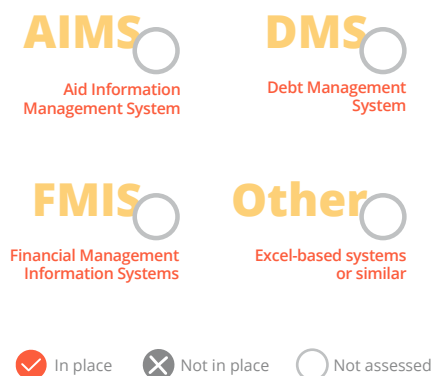 AIMS
Aid Information
Management System
DMS
Debt Management
System
FMIS
Financial Management
Information Systems
Other
Excel-based systems
or similar
In place
Not in place
Not assessed